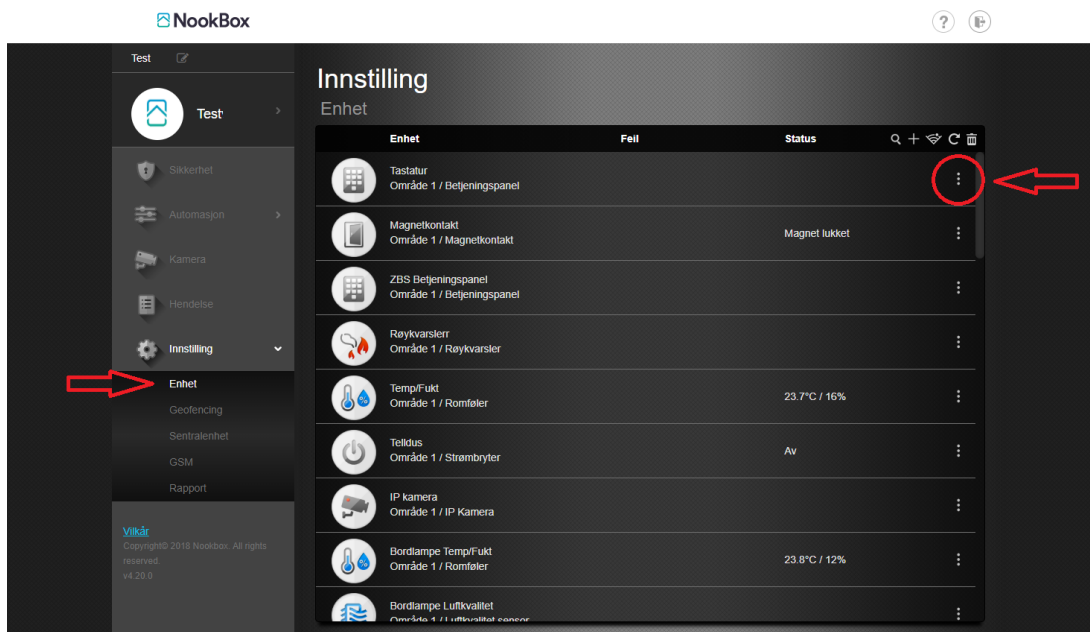 NookBox
?
Test
Test
Sikkerhet
Automasjon
Kamera
Hendelse
Innstilling
Enhet
Geofencing
Sentralenhet
GSM
Rapport
Vilkår
Copyright© 2018 Nookbox. All rights
reserved.
v4.20.0
Innstilling
Enhet
Enhet Feil Status
Tastatur
Område 1 / Betjeningspanel
Magnetkontakt
Område 1 / Magnetkontakt
Magnet lukket
ZBS Betjeningspanel
Område 1 / Betjeningspanel
Røykvarslerr
Område 1 / Røykvarsler
Temp/Fukt
Område 1 / Romføler
23.7°C / 16%
Telldus
Område 1 / Strømbryter
Av
IP kamera
Område 1 / IP Kamera
Bordlampe Temp/Fukt
Område 1 / Romføler
23.8°C / 12%
Bordlampe Luftkvalitet
Område 1 / Luftkvalitet sensor